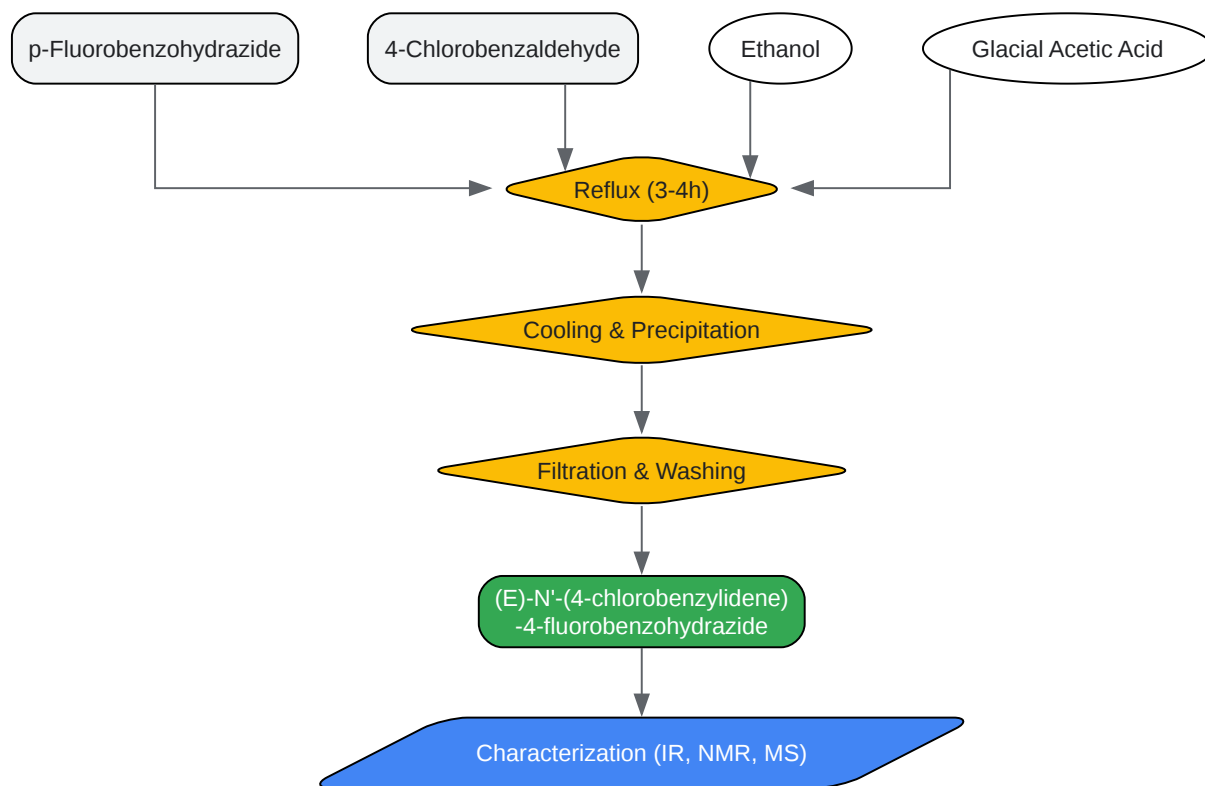 p-Fluorobenzohydrazide
4-Chlorobenzaldehyde
Ethanol
Glacial Acetic Acid
Reflux (3-4h)
Cooling & Precipitation
Filtration & Washing
(E)-N'-(4-chlorobenzylidene)
-4-fluorobenzohydrazide
Characterization (IR, NMR, MS)